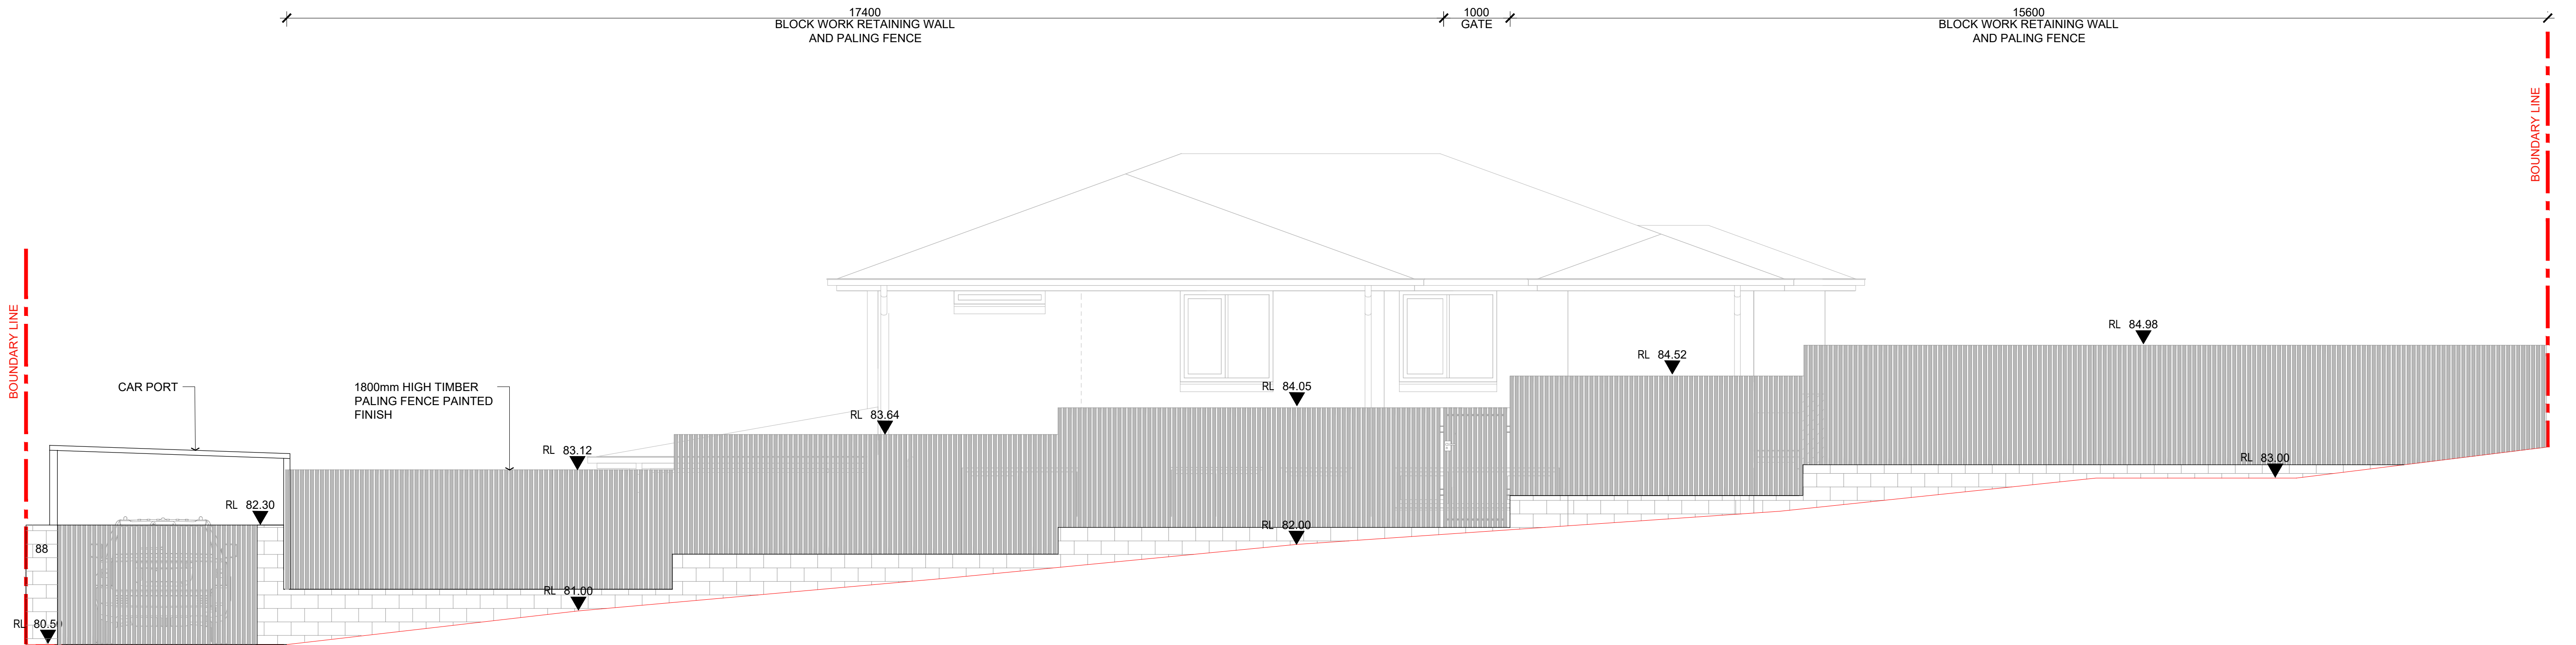 17400
BLOCK WORK RETAINING WALL
AND PALING FENCE
1000
GATE
15600
BLOCK WORK RETAINING WALL
AND PALING FENCE
BOUNDARY LINE
BOUNDARY LINE
RL 84.98
RL 84.52
RL 84.05
RL 83.64
RL 83.12
CAR PORT
1800mm HIGH TIMBER
PALING FENCE PAINTED
FINISH
RL 83.00
RL 82.30
RL 82.00
88
RL 81.00
RL 80.50